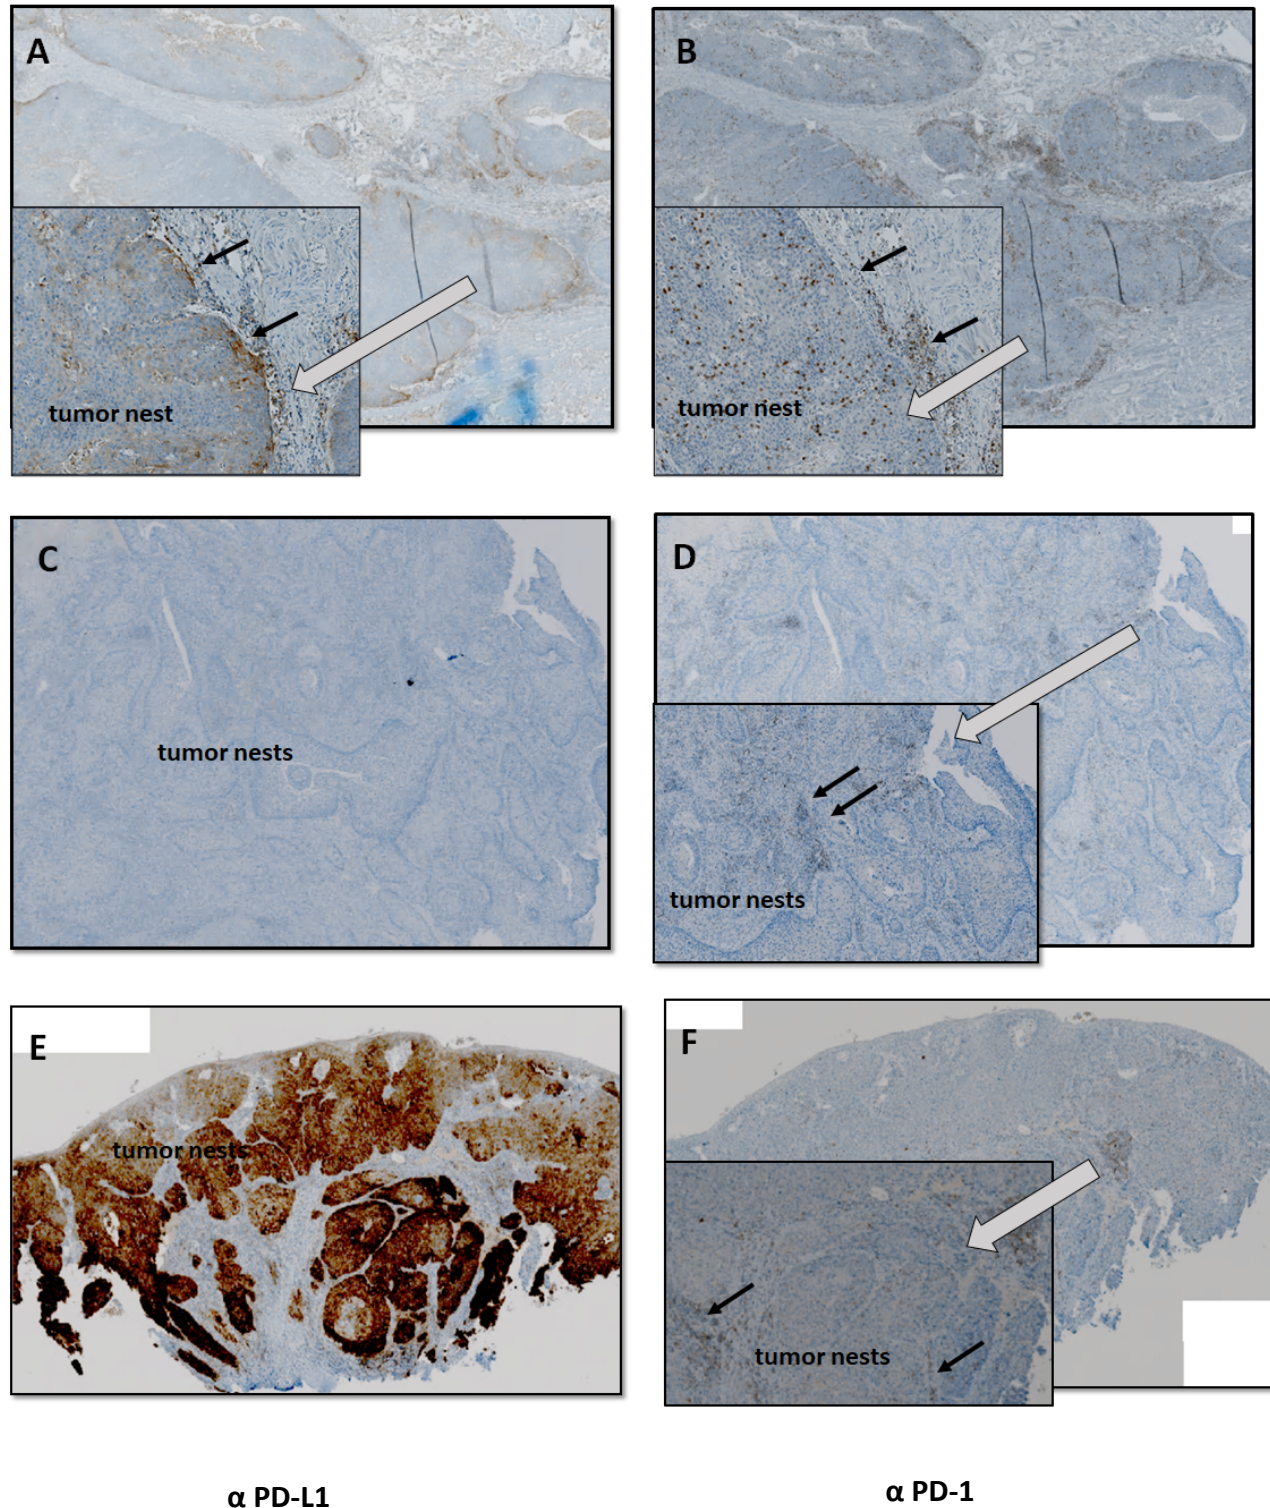 A
B
tumor nest
tumor nest
C
D
tumor nests
tumor nests
E
F
tumor nests
tumor nests
α PD-L1
α PD-1